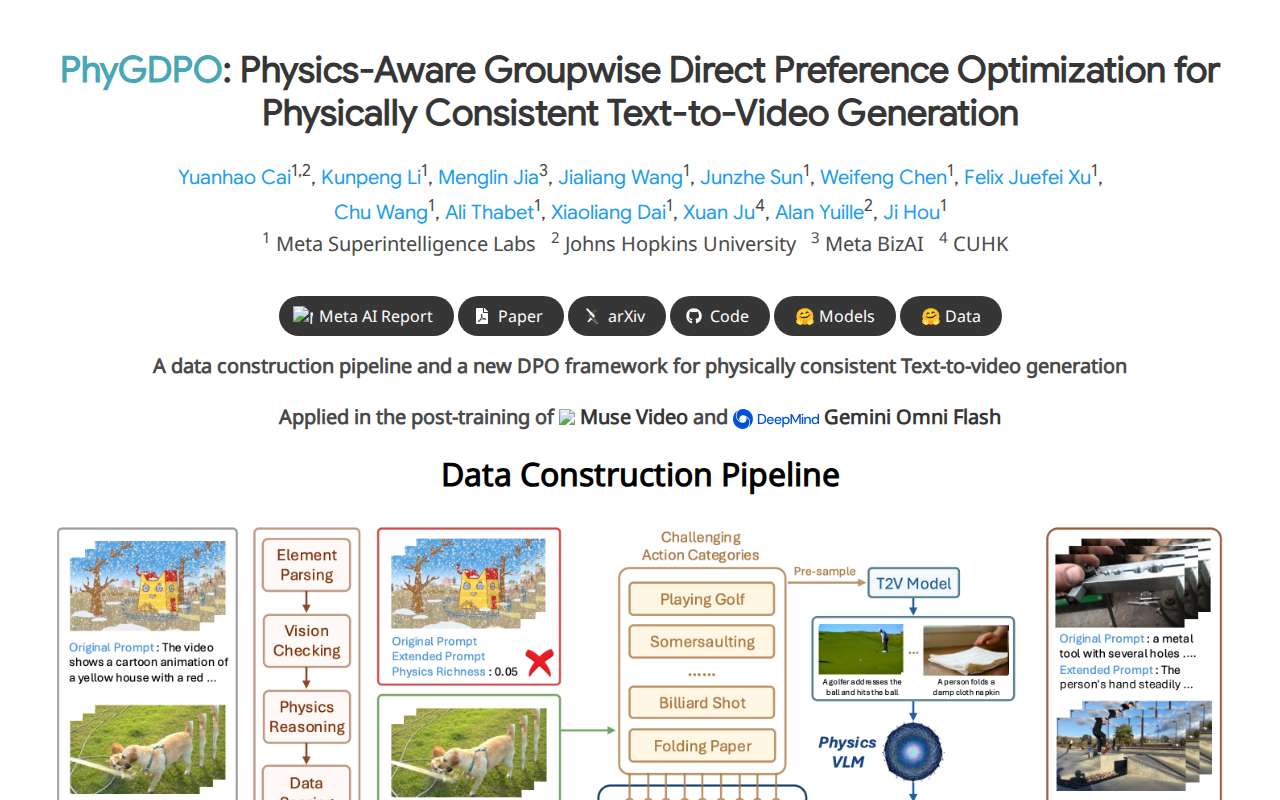 PhyGDPO: Physics-Aware Groupwise Direct Preference Optimization for
Physically Consistent Text-to-Video Generation
Yuanhao Cai1,2, Kunpeng Li1, Menglin Jia3, Jialiang Wang1, Junzhe Sun1, Weifeng Chen1, Felix Juefei Xu1,
Chu Wang1, Ali Thabet1, Xiaoliang Dai1, Xuan Ju4, Alan Yuille2, Ji Hou1
1 Meta Superintelligence Labs 2 Johns Hopkins University 3 Meta BizAI 4 CUHK
Meta AI Report
Paper
arXiv
Code
Models
Data
A data construction pipeline and a new DPO framework for physically consistent Text-to-video generation
Applied in the post-training of Muse Video and DeepMind Gemini Omni Flash
Data Construction Pipeline
Original Prompt : The video
shows a cartoon animation of
a yellow house with a red ...
Element
Parsing
Vision
Checking
Physics
Reasoning
Data
Original Prompt
Extended Prompt
Physics Richness : 0.05
Challenging
Action Categories
Playing Golf
Somersaulting
......
Billiard Shot
Folding Paper
Pre-sample
T2V Model
...
A golfer addresses the
ball and hits the ball
A person folds a
damp cloth napkin
Physics
VLM
Original Prompt : a metal
tool with several holes ....
Extended Prompt : The
person's hand steadily ...